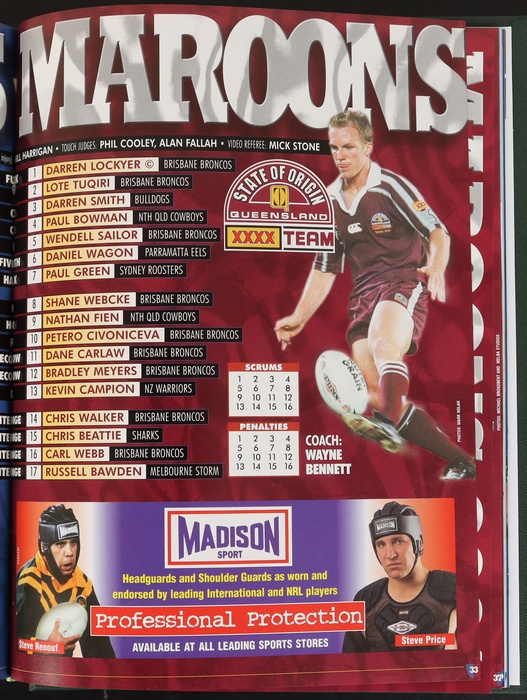 MAROONS
HARRIGAN • TOUCH JUDGES: PHIL COOLEY, ALAN FALLAH • VIDEO REFEREE: MICK STONE
1 DARREN LOCKYER © BRISBANE BRONCOS
2 LOTE TUQIRI BRISBANE BRONCOS
3 DARREN SMITH BULLDOGS
4 PAUL BOWMAN NTH QLD COWBOYS
5 WENDELL SAILOR BRISBANE BRONCOS
6 DANIEL WAGON PARRAMATTA EELS
7 PAUL GREEN SYDNEY ROOSTERS
8 SHANE WEBCKE BRISBANE BRONCOS
9 NATHAN FIEN NTH QLD COWBOYS
10 PETERO CIVONICEVA BRISBANE BRONCOS
11 DANE CARLAW BRISBANE BRONCOS
12 BRADLEY MEYERS BRISBANE BRONCOS
13 KEVIN CAMPION NZ WARRIORS
14 CHRIS WALKER BRISBANE BRONCOS
15 CHRIS BEATTIE SHARKS
16 CARL WEBB BRISBANE BRONCOS
17 RUSSELL BAWDEN MELBOURNE STORM
STATE OF ORIGIN
QUEENSLAND
XXXX TEAM
SCRUMS
1 2 3 4
5 6 7 8
9 10 11 12
13 14 15 16
PENALTIES
1 2 3 4
5 6 7 8
9 10 11 12
13 14 15 16
COACH:
WAYNE
BENNETT
PHOTO: MARK NOLAN
MADISON
SPORT
Headguards and Shoulder Guards as worn and
endorsed by leading International and NRL players
Professional Protection
AVAILABLE AT ALL LEADING SPORTS STORES
Steve Renouf
Steve Price
33
37